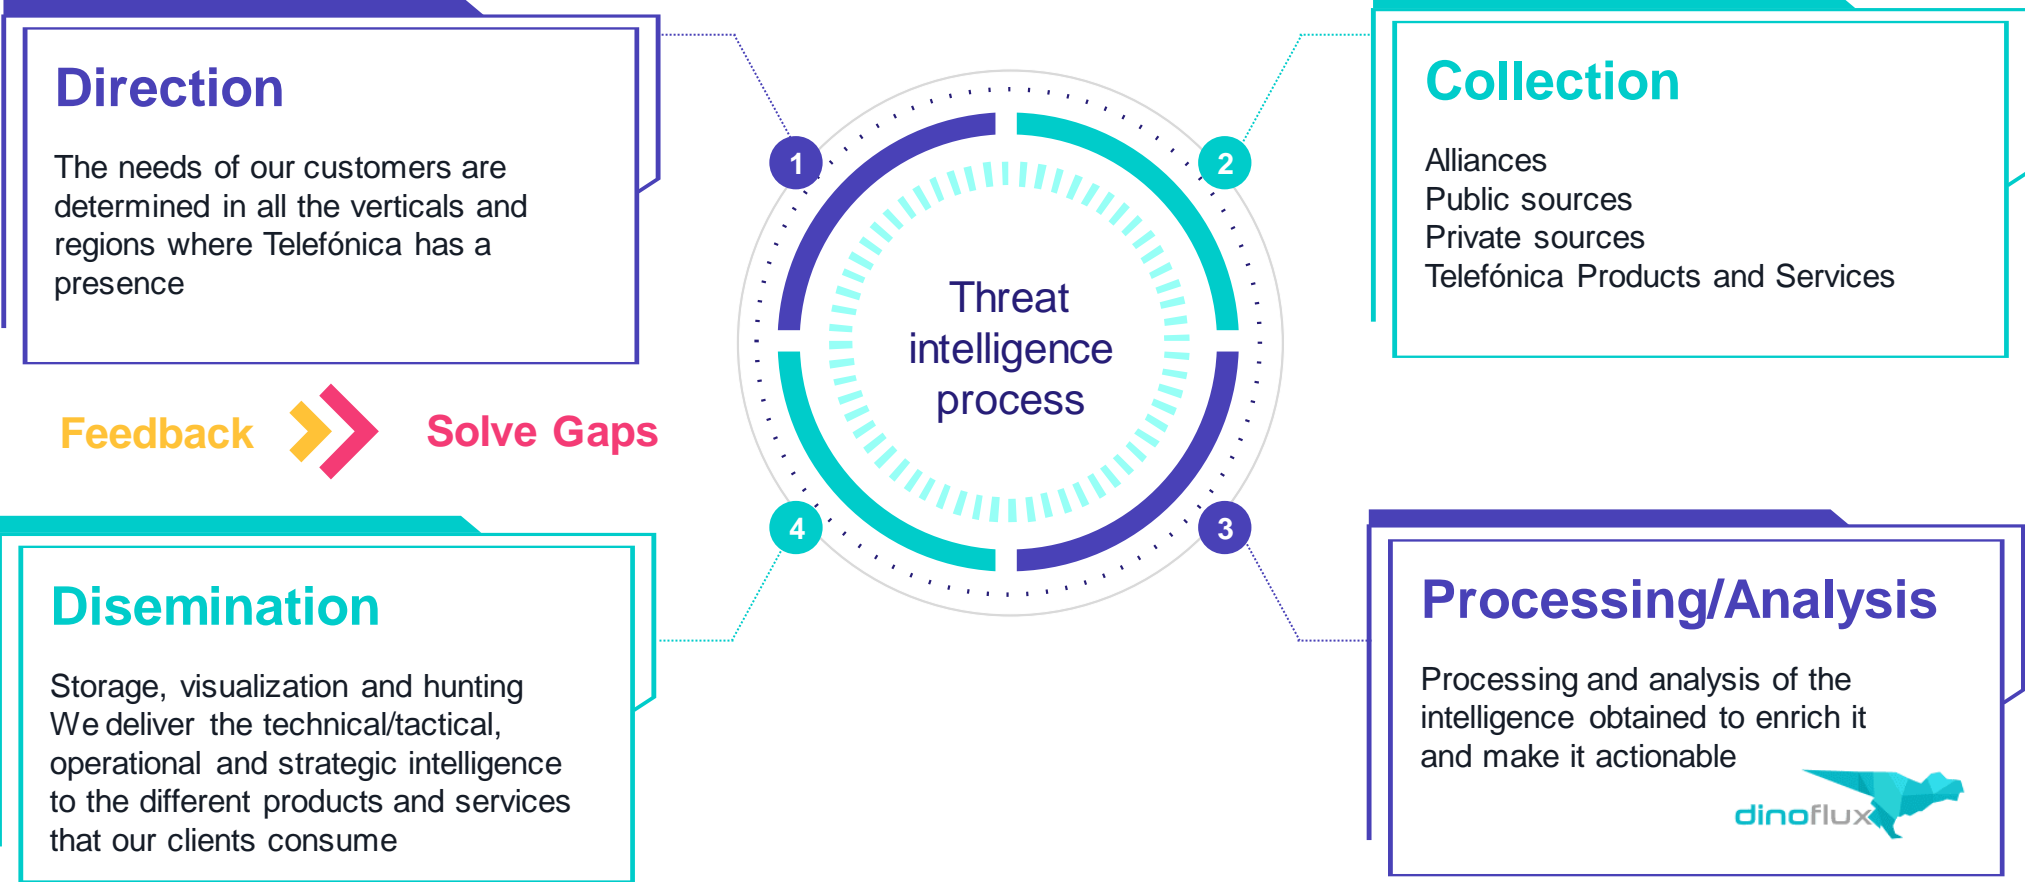 Direction
The needs of our customers are
determined in all the verticals and
regions where Telefónica has a
presence
1
2
Collection
Alliances
Public sources
Private sources
Telefónica Products and Services
Threat
intelligence
process
Feedback
Solve Gaps
4
3
Disemination
Storage, visualization and hunting
We deliver the technical/tactical,
operational and strategic intelligence
to the different products and services
that our clients consume
Processing/Analysis
Processing and analysis of the
intelligence obtained to enrich it
and make it actionable
dinoflux